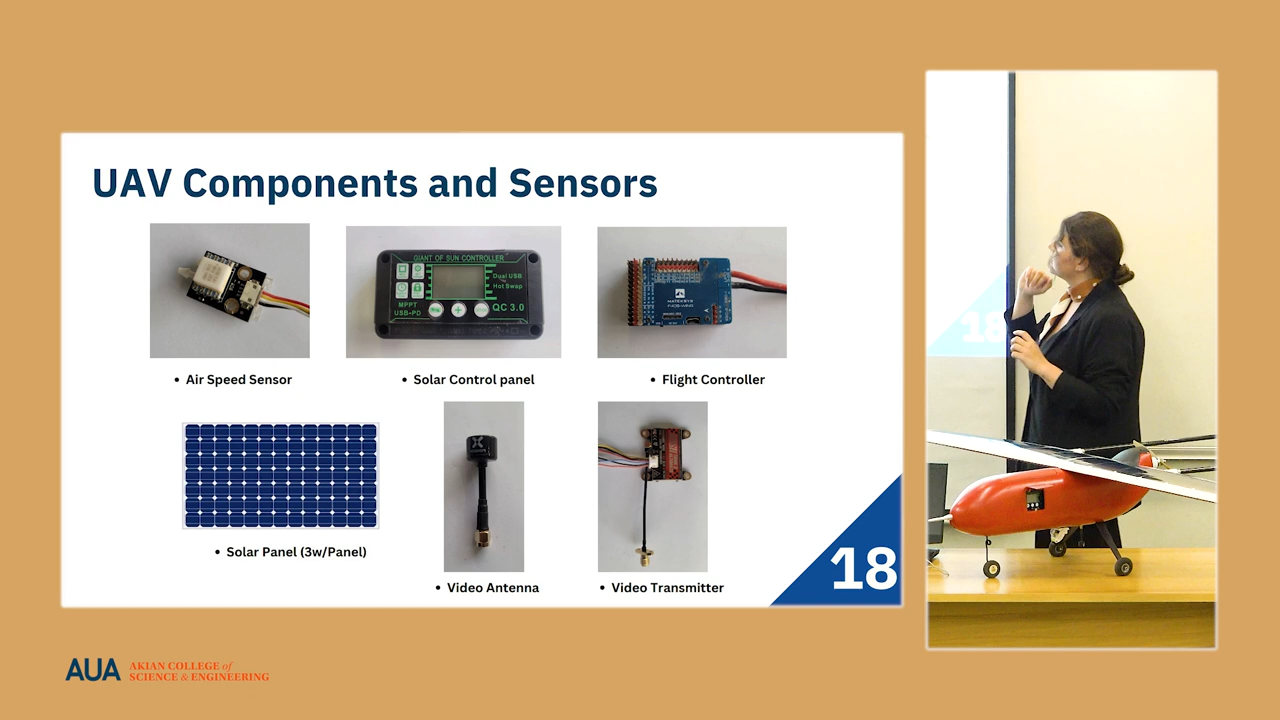 UAV Components and Sensors
GIANT OF SUN CONTROLLER
Dual USB
Hot Swap
MPPT
USB-PD
QC 3.0
MATEKSYS
• Air Speed Sensor
• Solar Control panel
• Flight Controller
• Solar Panel (3w/Panel)
• Video Antenna
• Video Transmitter
18
18
AUA AKIAN COLLEGE of
SCIENCE & ENGINEERING